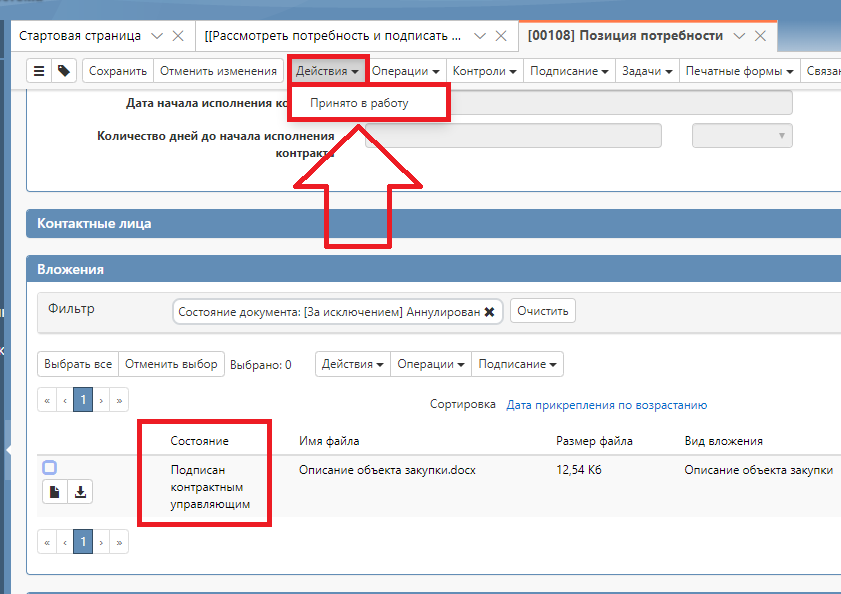 Стартовая страница
[[Рассмотреть потребность и подписать ...
[00108] Позиция потребности
Сохранить Отменить изменения Действия Операции Контроли Подписание Задачи Печатные формы Связан
Принято в работу
Дата начала исполнения ко
Количество дней до начала исполнения
контракта
Контактные лица
Вложения
Фильтр
Состояние документа: [За исключением] Аннулирован ✖ Очистить
Выбрать все Отменить выбор Выбрано: 0 Действия Операции Подписание
« ‹ 1 › »
Сортировка Дата прикрепления по возрастанию
Состояние Имя файла Размер файла Вид вложения
Подписан Описание объекта закупки.docx 12,54 Кб Описание объекта закупки
контрактным
управляющим
« ‹ 1 › »